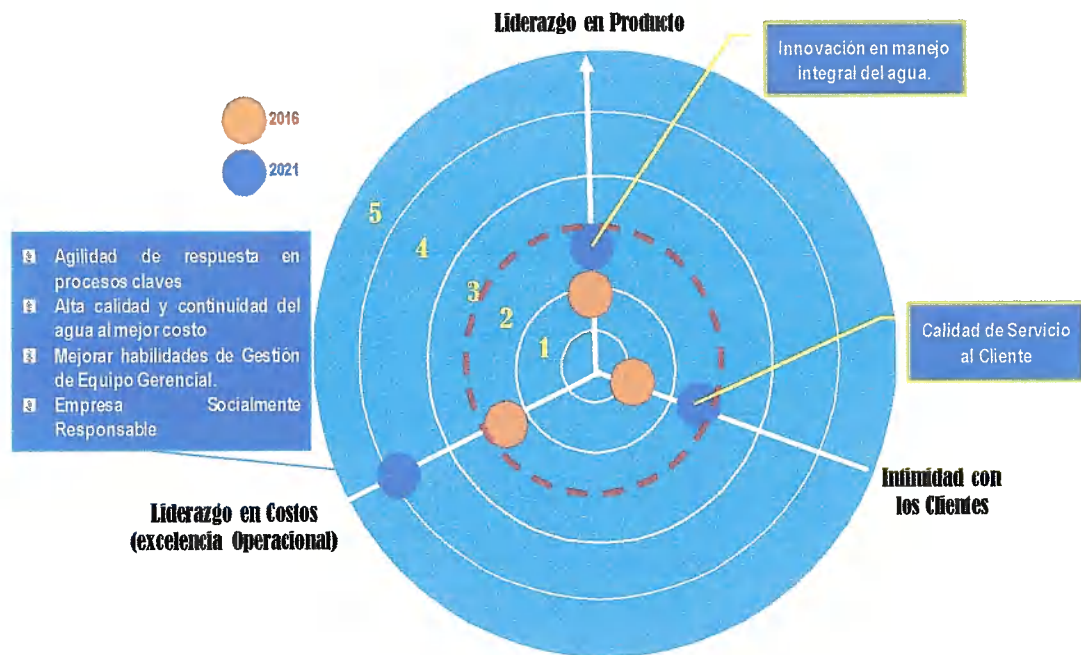 Liderazgo en Producto
Innovación en manejo
integral del agua.
2016
2021
5
4
3
2
1
Agilidad de respuesta en
procesos claves
Alta calidad y continuidad del
agua al mejor costo
Mejorar habilidades de Gestión
de Equipo Gerencial.
Empresa Socialmente
Responsable
Calidad de Servicio
al Cliente
Intimidad con
los Clientes
Liderazgo en Costos
(excelencia Operacional)